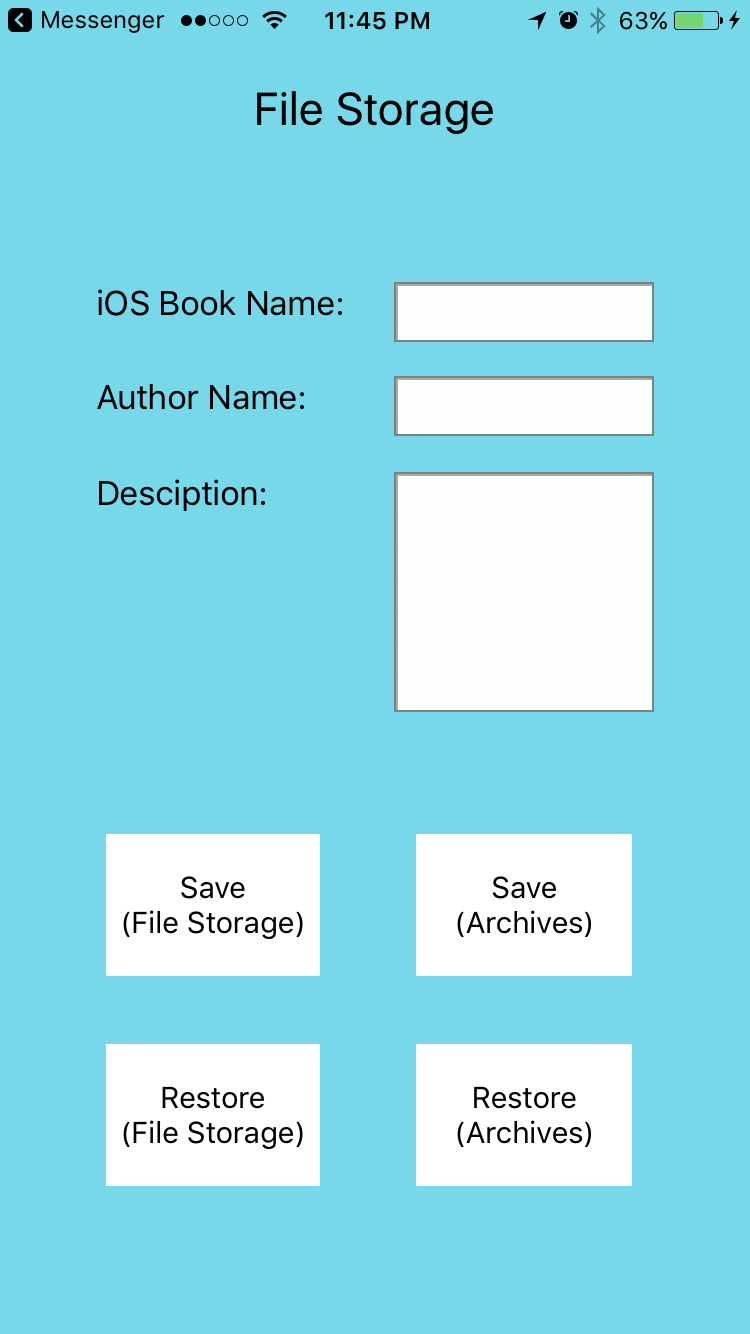 Messenger 11:45 PM 63%
File Storage
iOS Book Name:
Author Name:
Desciption:
Save
(File Storage)
Save
(Archives)
Restore
(File Storage)
Restore
(Archives)